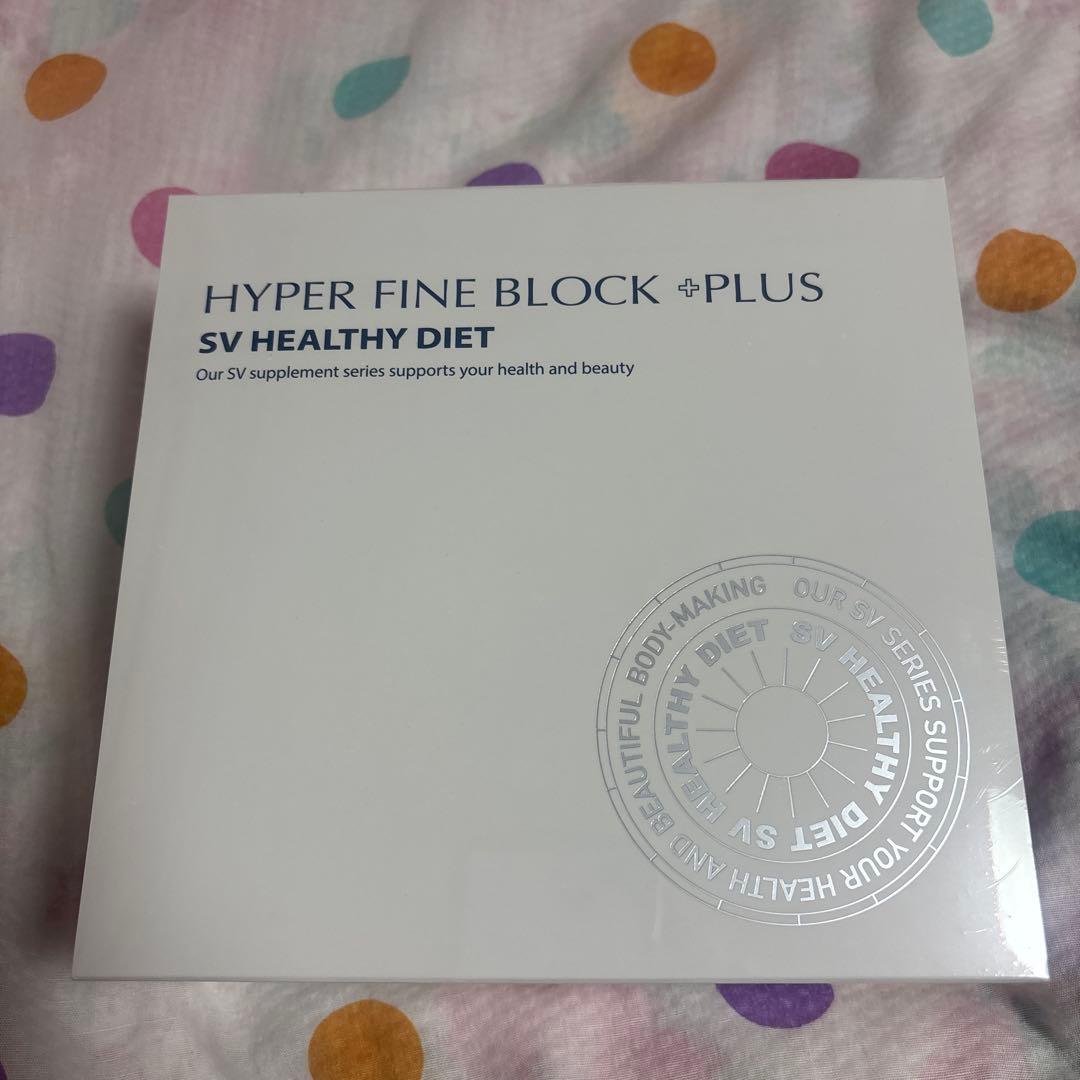 HYPER FINE BLOCK +PLUS
SV HEALTHY DIET
Our SV supplement series supports your health and beauty
OUR SV SERIES SUPPORT YOUR HEALTH AND BEAUTIFUL BODY-MAKING
SV HEALTHY DIET SV HEALTHY DIET